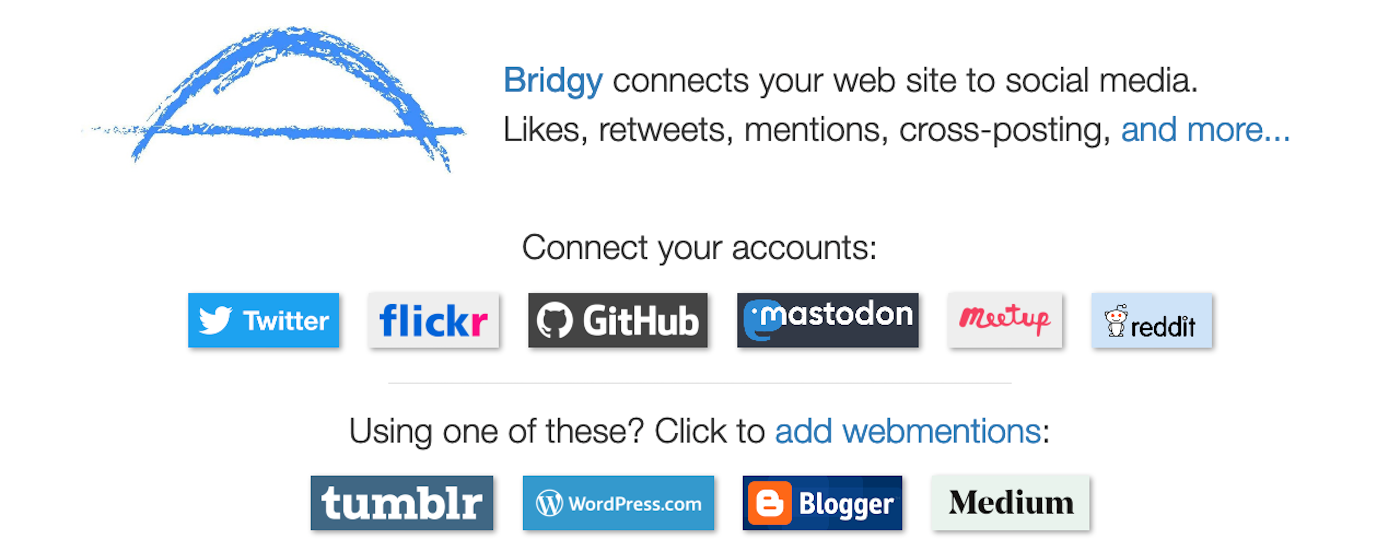 Bridgy connects your web site to social media.
Likes, retweets, mentions, cross-posting, and more...
Connect your accounts:
Twitter flickr GitHub mastodon meetup reddit
Using one of these? Click to add webmentions:
tumblr WordPress.com Blogger Medium